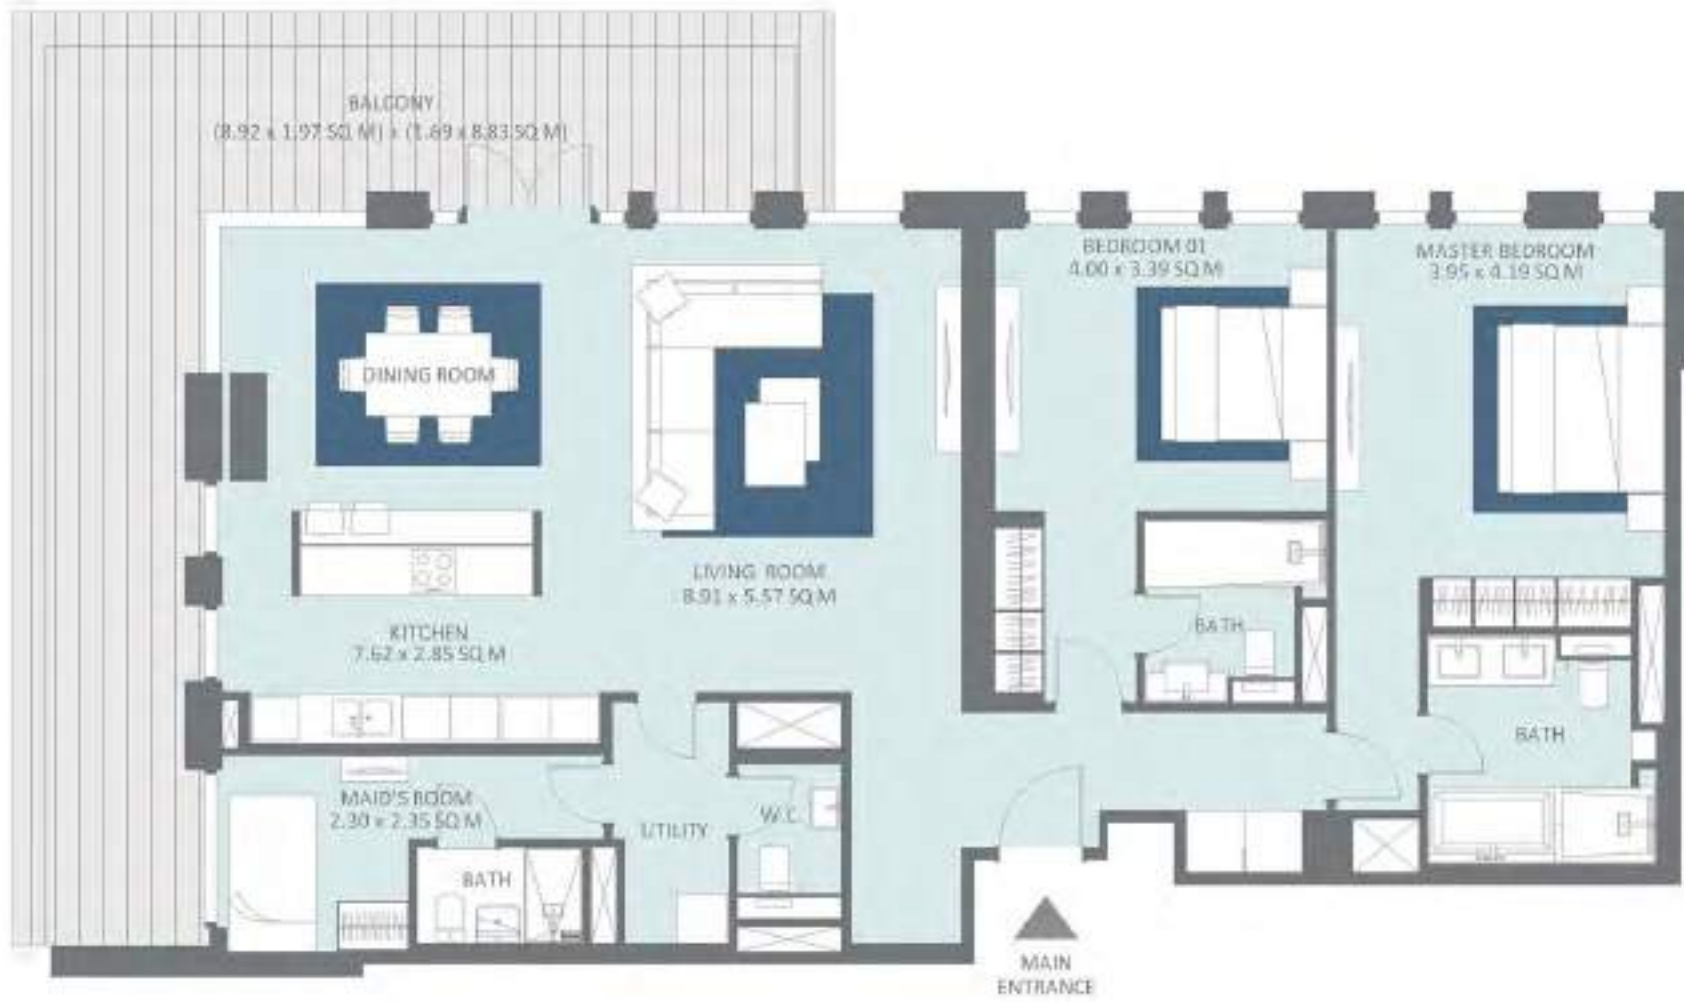 BALCONY
(8.92 x 1.97 SQ M) x (1.69 x 8.83 SQ M)
BEDROOM 01
4.00 x 3.39 SQ M
MASTER BEDROOM
3.95 x 4.19 SQ M
DINING ROOM
LIVING ROOM
8.91 x 5.57 SQ M
KITCHEN
7.62 x 2.85 SQ M
BATH
BATH
MAID'S ROOM
2.30 x 2.35 SQ M
UTILITY
W.C.
BATH
MAIN
ENTRANCE